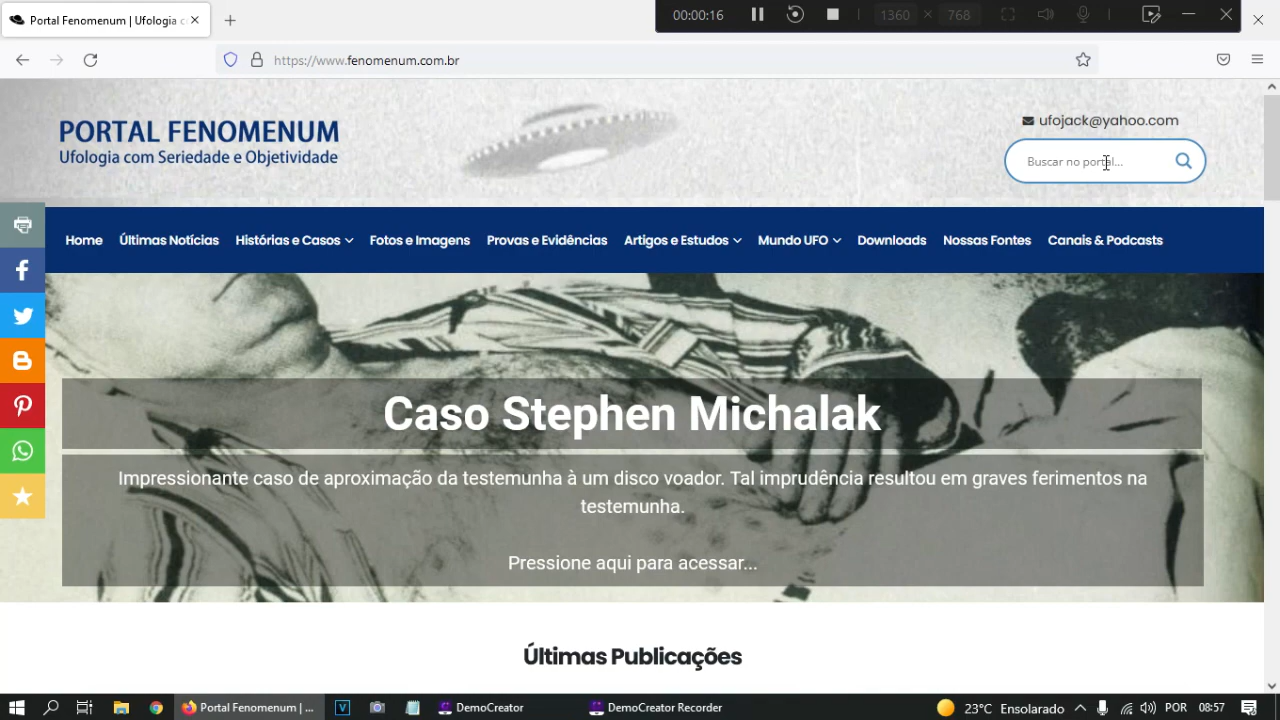 Portal Fenomenum | Ufologia c
00:00:16
1360 × 768
https://www.fenomenum.com.br
PORTAL FENOMENUM
Ufologia com Seriedade e Objetividade
ufojack@yahoo.com
Buscar no portal...
Home Últimas Notícias Histórias e Casos Fotos e Imagens Provas e Evidências Artigos e Estudos Mundo UFO Downloads Nossas Fontes Canais & Podcasts
Caso Stephen Michalak
Impressionante caso de aproximação da testemunha à um disco voador. Tal imprudência resultou em graves ferimentos na
testemunha.
Pressione aqui para acessar...
Últimas Publicações
Portal Fenomenum | ...
DemoCreator
DemoCreator Recorder
23°C Ensolarado
POR
08:57